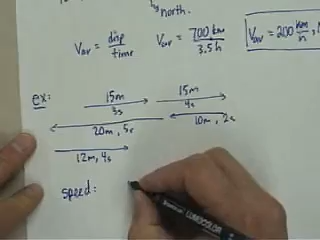 by north.
Vav = disp / time   Vav = 700 km / 3.5 h   Vav = 200 km/h, N
ex:
15m   15m
3s   4s
20m, 5s   10m, 2s
12m, 4s
speed:
LUMOCOLOR